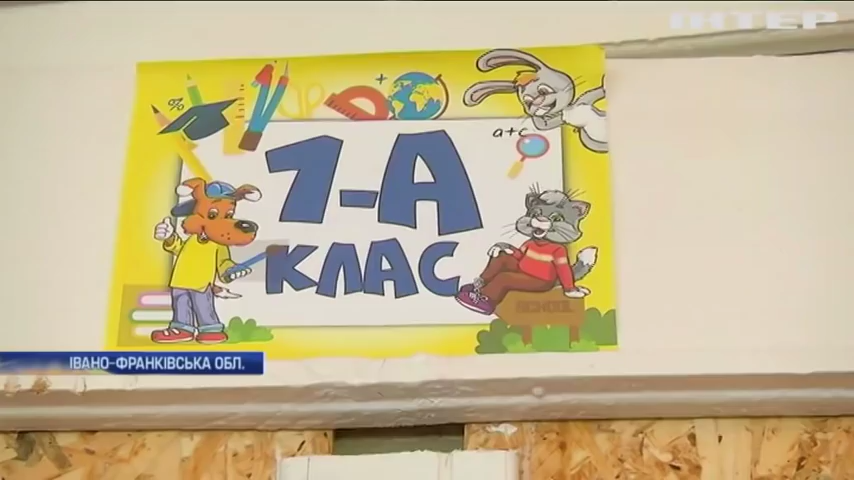 ІНТЕР
%
+
a+c
1-А
КЛАС
SCHOOL
ІВАНО-ФРАНКІВСЬКА ОБЛ.